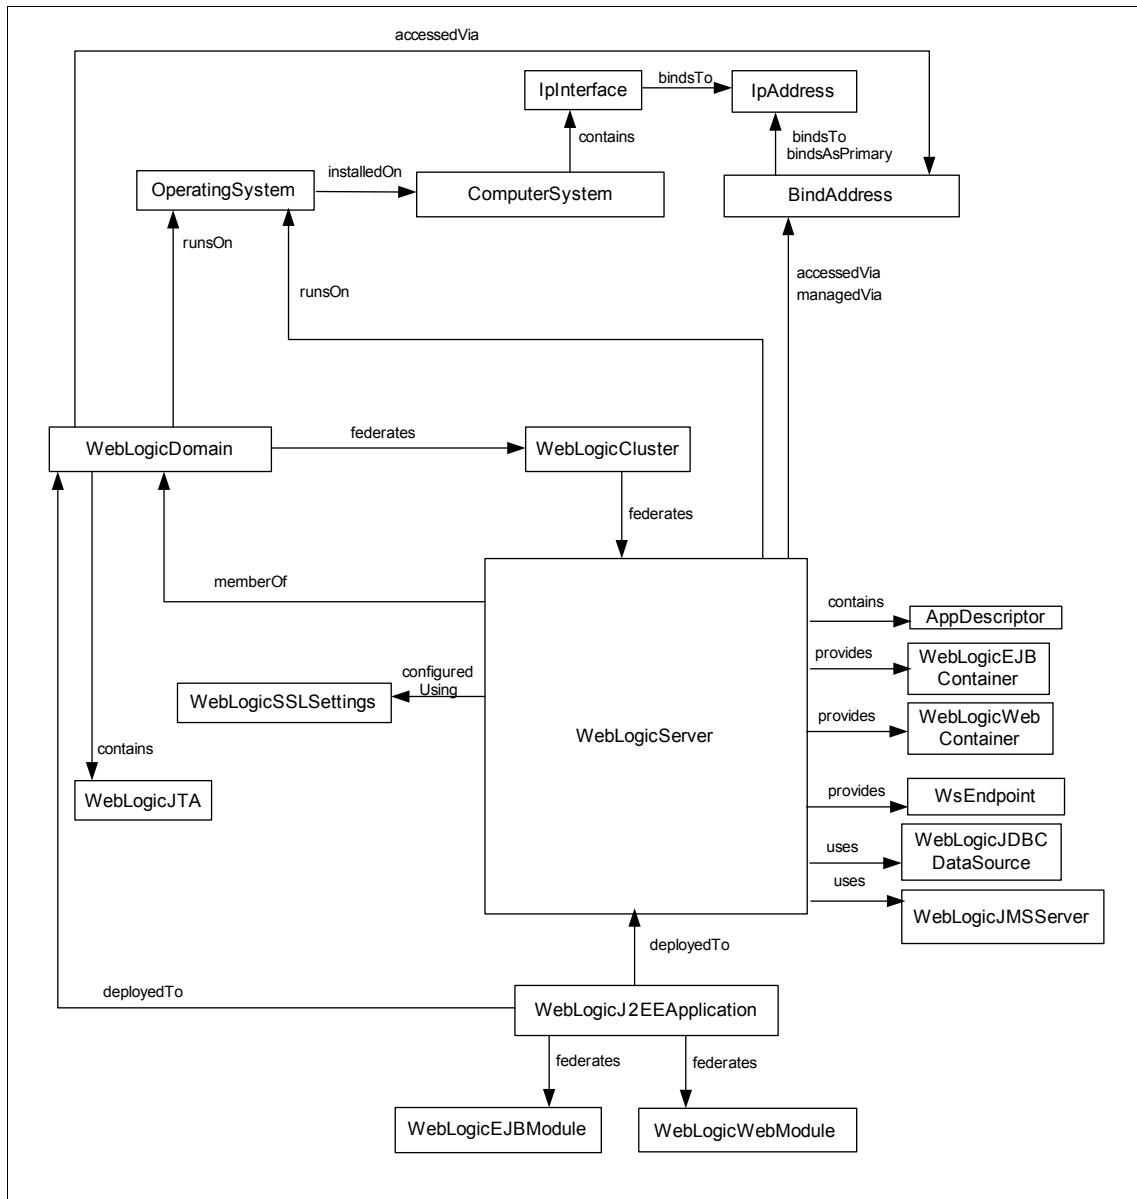 accessedVia
IpInterface
bindsTo
IpAddress
contains
bindsTo
bindsAsPrimary
OperatingSystem
installedOn
ComputerSystem
BindAddress
runsOn
runsOn
accessedVia
managedVia
WebLogicDomain
federates
WebLogicCluster
federates
memberOf
contains
AppDescriptor
configured
Using
WebLogicSSLSettings
provides
WebLogicEJB
Container
provides
WebLogicWeb
Container
WebLogicServer
contains
WebLogicJTA
provides
WsEndpoint
uses
WebLogicJDBC
DataSource
uses
WebLogicJMSServer
deployedTo
deployedTo
WebLogicJ2EEApplication
federates
federates
WebLogicEJBModule
WebLogicWebModule